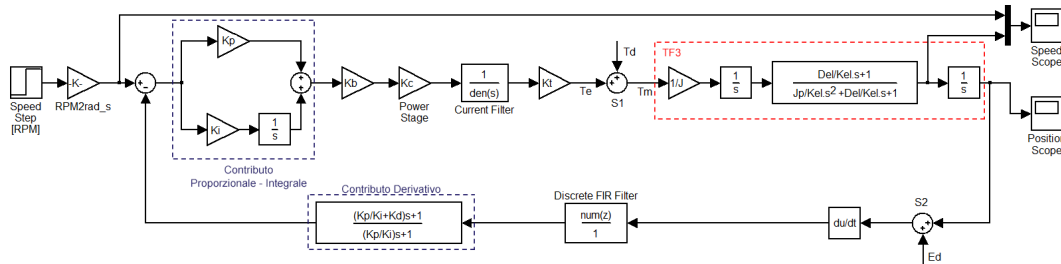 Speed
Step
[RPM]
-K-
RPM2rad_s
Kp
Ki
1
s
Contributo
Proporzionale - Integrale
Kb
Kc
Power
Stage
1
den(s)
Current Filter
Kt
Te
Td
S1
Tm
TF3
1/J
1
s
Del/Kel.s+1
Jp/Kel.s2+Del/Kel.s+1
1
s
Speed
Scope
Position
Scope
Contributo Derivativo
(Kp/Ki+Kd)s+1
(Kp/Ki)s+1
Discrete FIR Filter
num(z)
1
du/dt
S2
Ed